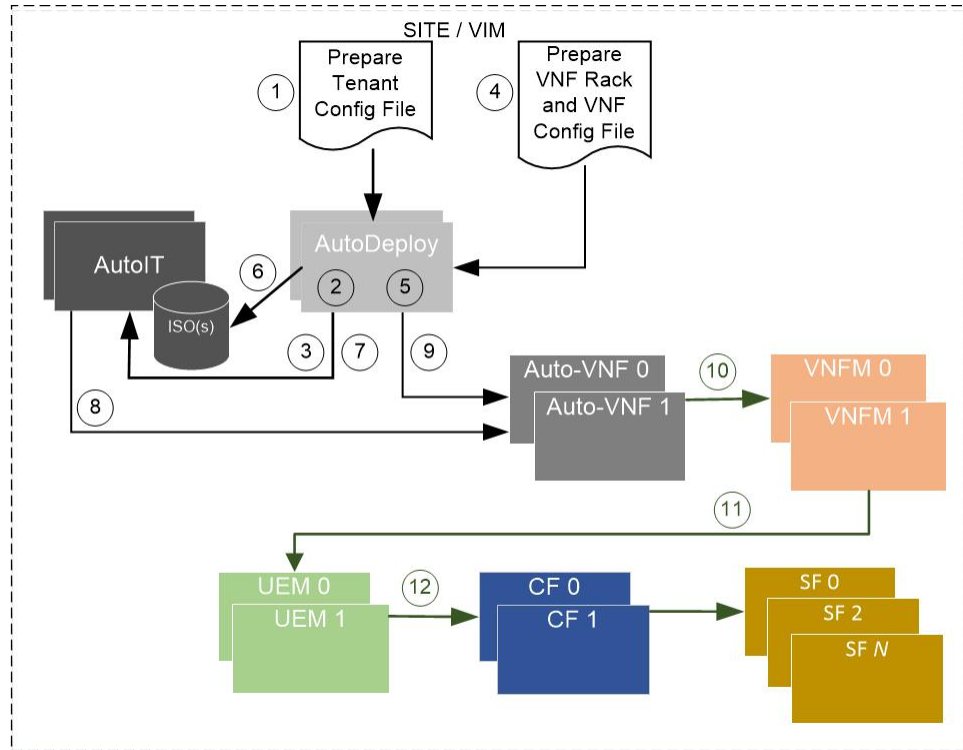 SITE / VIM
1
Prepare
Tenant
Config File
4
Prepare
VNF Rack
and VNF
Config File
AutoIT
ISO(s)
6
AutoDeploy
2
5
3
7
9
8
Auto-VNF 0
Auto-VNF 1
10
VNFM 0
VNFM 1
11
UEM 0
UEM 1
12
CF 0
CF 1
SF 0
SF 2
SF N